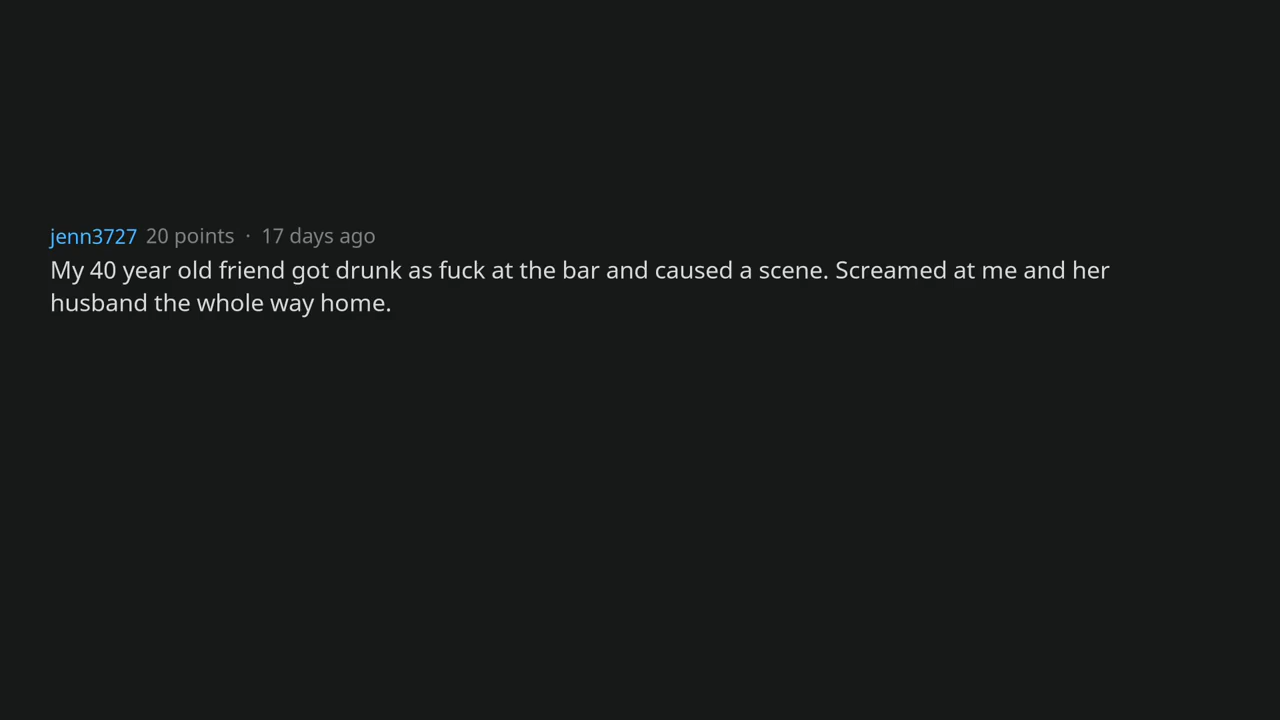 jenn3727 20 points · 17 days ago
My 40 year old friend got drunk as fuck at the bar and caused a scene. Screamed at me and her
husband the whole way home.